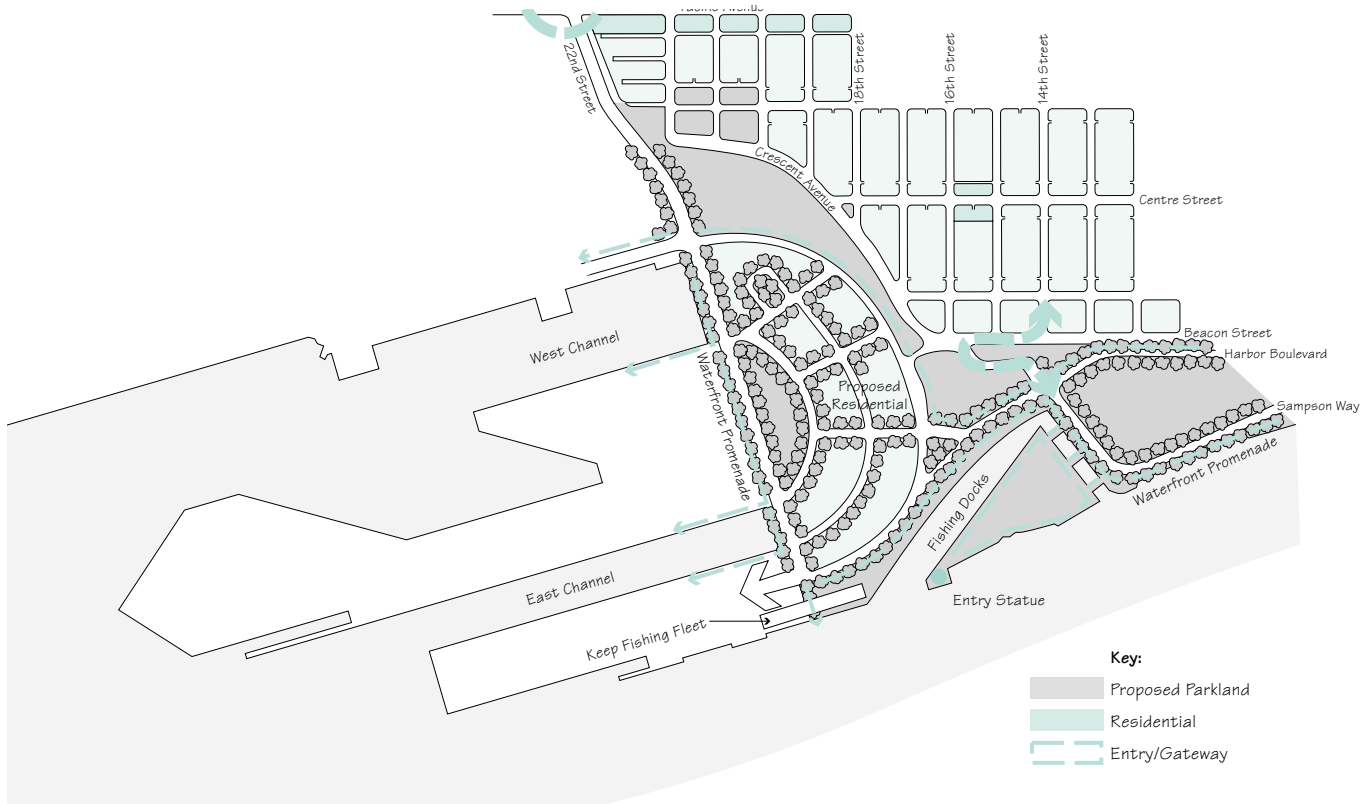 22nd Street
18th Street
16th Street
14th Street
Crescent Avenue
Centre Street
Beacon Street
Harbor Boulevard
West Channel
Proposed
Residential
Sampson Way
Waterfront Promenade
Waterfront Promenade
Fishing Docks
East Channel
Entry Statue
Keep Fishing Fleet
Key:
Proposed Parkland
Residential
Entry/Gateway